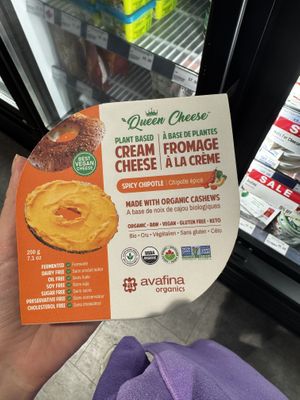 Queen Cheese
PLANT BASED
CREAM
CHEESE
À BASE DE PLANTES
FROMAGE
À LA CRÈME
SPICY CHIPOTLE Chipotle épicé
BEST
VEGAN
CHEESE
MADE WITH ORGANIC CASHEWS
À base de noix de cajou biologiques
ORGANIC • RAW • VEGAN • GLUTEN FREE • KETO
Bio • Cru • Végétalien • Sans gluten • Céto
200 g
7.1 oz
FERMENTED Fermenté
DAIRY FREE Sans produit laitier
OIL FREE Sans huile
SOY FREE Sans soja
SUGAR FREE Sans sucre
PRESERVATIVE FREE
CHOLESTEROL FREE Sans cholestérol
USDA
ORGANIC
avafina
organics
SALE
SALE